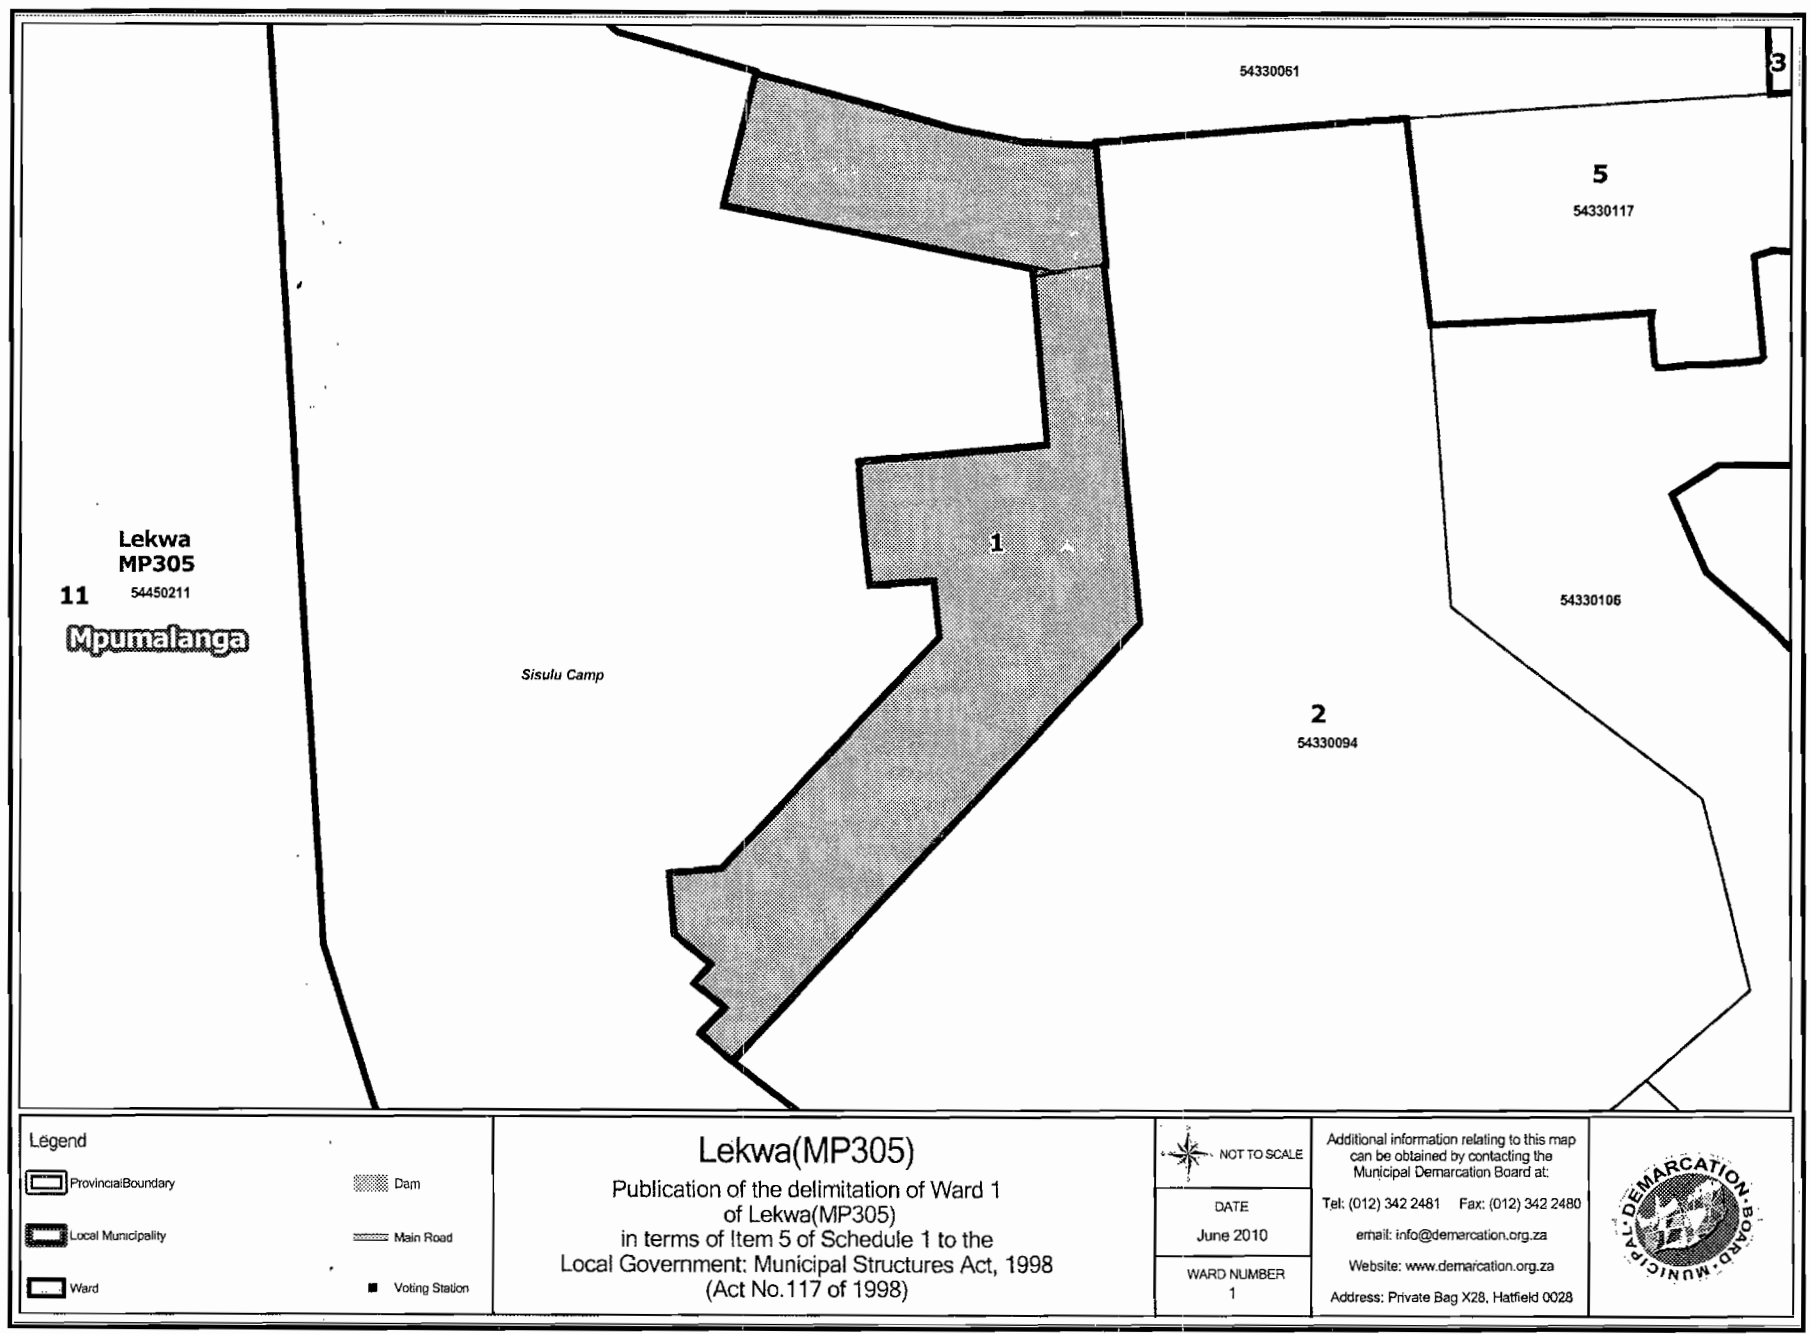 54330061
3
5
54330117
Lekwa
MP305
11
54450211
Mpumalanga
1
54330106
Sisulu Camp
2
54330094
Legend
ProvincialBoundary
Dam
Local Municipality
Main Road
Ward
Voting Station
Lekwa(MP305)
Publication of the delimitation of Ward 1
of Lekwa(MP305)
in terms of Item 5 of Schedule 1 to the
Local Government: Municipal Structures Act, 1998
(Act No.117 of 1998)
NOT TO SCALE
DATE
June 2010
WARD NUMBER
1
Additional information relating to this map
can be obtained by contacting the
Municipal Demarcation Board at:
Tel: (012) 342 2481 Fax: (012) 342 2480
email: info@demarcation.org.za
Website: www.demarcation.org.za
Address: Private Bag X28, Hatfield 0028
MUNICIPAL • DEMARCATION • BOARD •